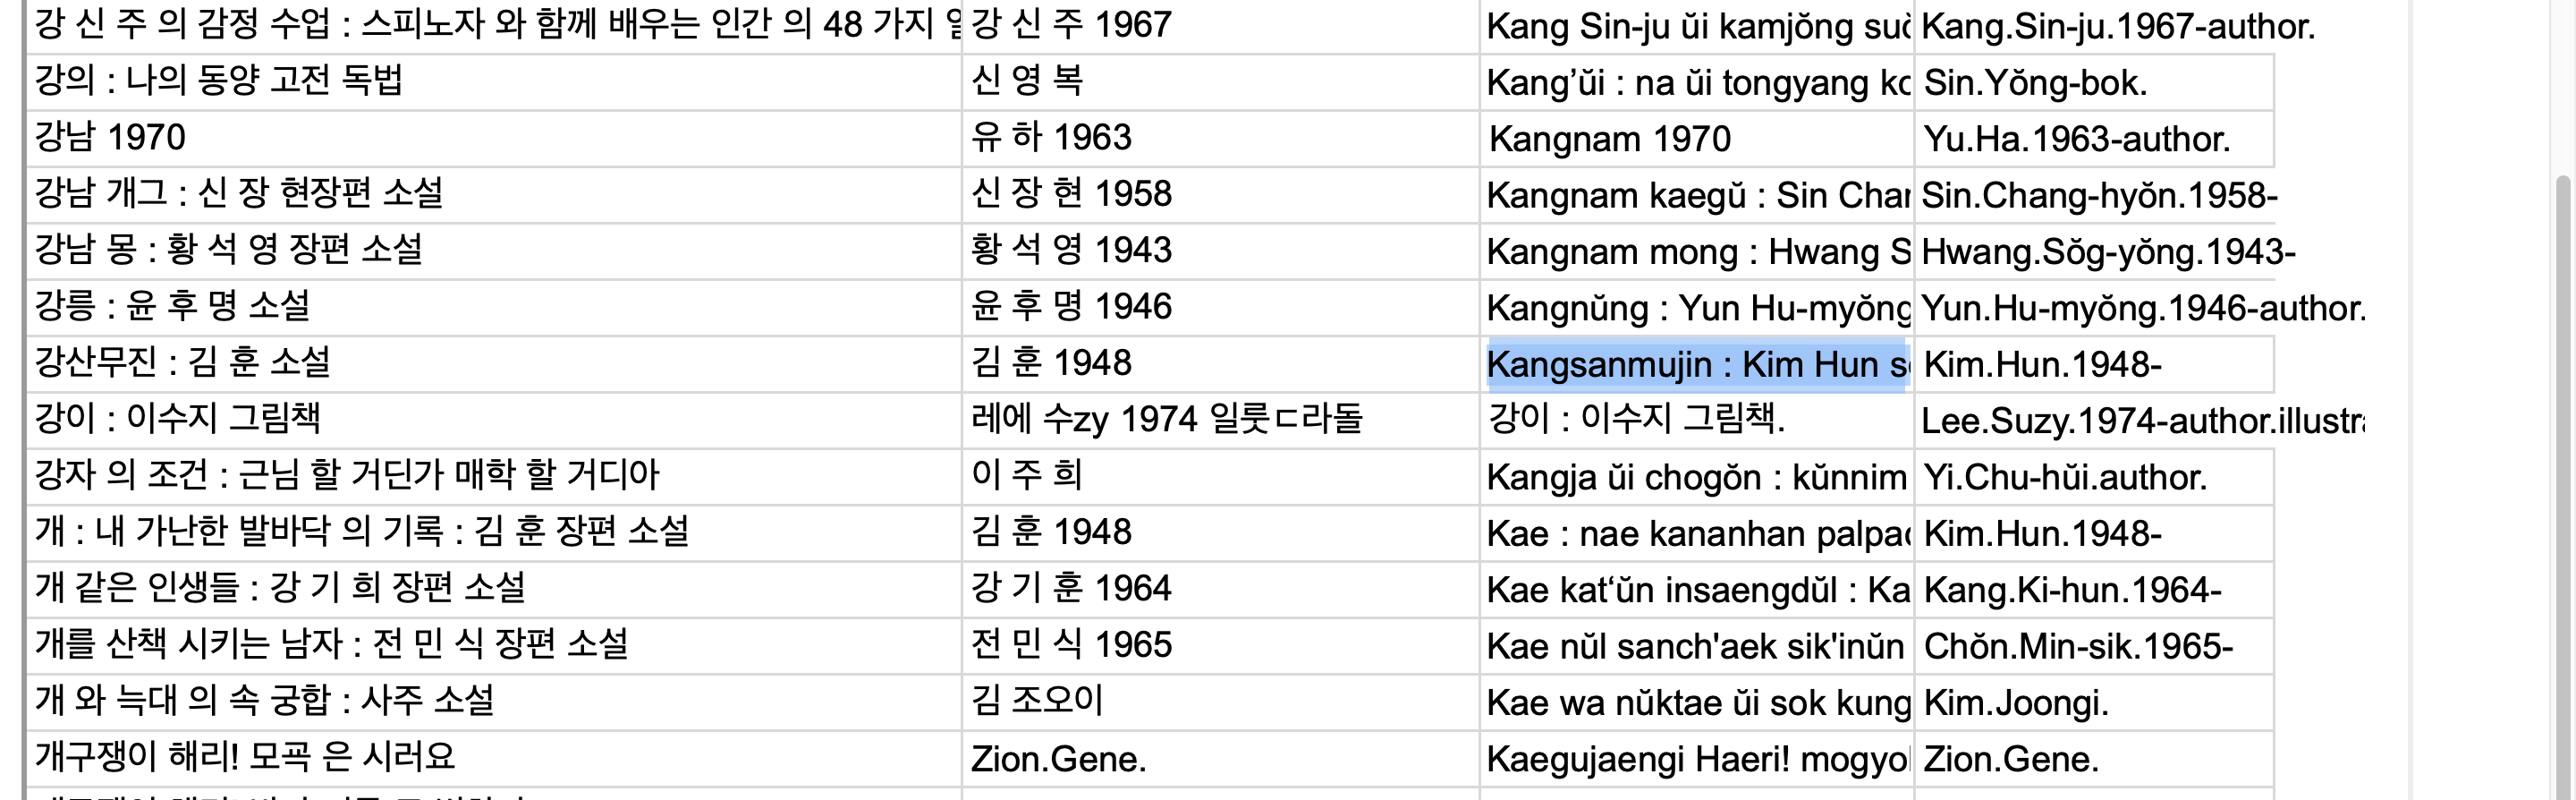 강 신 주 의 감정 수업 : 스피노자 와 함께 배우는 인간 의 48 가지 강 신 주 1967 Kang Sin-ju ŭi kamjŏng Kang.Sin-ju.1967-author.
강의 : 나의 동양 고전 독법 신 영 복 Kang’ŭi : na ŭi tongyang Sin.Yŏng-bok.
강남 1970 유 하 1963 Kangnam 1970 Yu.Ha.1963-author.
강남 개그 : 신 장 현장편 소설 신 장 현 1958 Kangnam kaegŭ : Sin Sin.Chang-hyŏn.1958-
강남 몽 : 황 석 영 장편 소설 황 석 영 1943 Kangnam mong : Hwang S Hwang.Sŏg-yŏng.1943-
강릉 : 윤 후 명 소설 윤 후 명 1946 Kangnŭng : Yun Hu-myŏng Yun.Hu-myŏng.1946-author.
강산무진 : 김 훈 소설 김 훈 1948 Kangsanmujin : Kim Hun Kim.Hun.1948-
강이 : 이수지 그림책 레에 수zy 1974 일룻ㄷ라돌 강이 : 이수지 그림책. Lee.Suzy.1974-author.illustr
강자 의 조건 : 근님 할 거딘가 매학 할 거디아 이 주 희 Kangja ŭi chogŏn : kŭnnim Yi.Chu-hŭi.author.
개 : 내 가난한 발바닥 의 기록 : 김 훈 장편 소설 김 훈 1948 Kae : nae kananhan Kim.Hun.1948-
개 같은 인생들 : 강 기 희 장편 소설 강 기 훈 1964 Kae kat‘ŭn insaengdŭl : Ka Kang.Ki-hun.1964-
개를 산책 시키는 남자 : 전 민 식 장편 소설 전 민 식 1965 Kae nŭl sanch'aek sik'inŭn Chŏn.Min-sik.1965-
개 와 늑대 의 속 궁합 : 사주 소설 김 조오이 Kae wa nŭktae ŭi sok kung Kim.Joongi.
개구쟁이 해리! 모곡 은 시러요 Zion.Gene. Kaegujaengi Haeri! mogyo Zion.Gene.